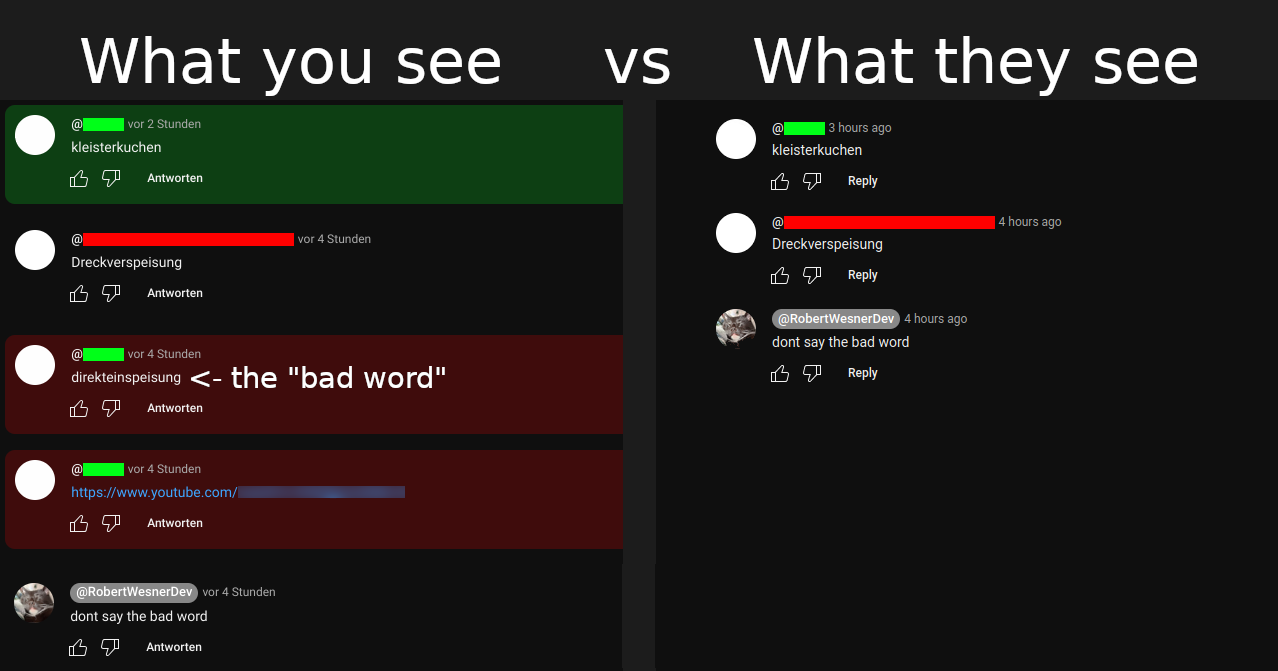 What you see vs What they see
@ vor 2 Stunden
kleisterkuchen
Antworten
@ vor 4 Stunden
Dreckverspeisung
Antworten
@ vor 4 Stunden
direkteinspeisung <- the "bad word"
Antworten
@ vor 4 Stunden
https://www.youtube.com/
Antworten
@RobertWesnerDev vor 4 Stunden
dont say the bad word
Antworten
@ 3 hours ago
kleisterkuchen
Reply
@ 4 hours ago
Dreckverspeisung
Reply
@RobertWesnerDev 4 hours ago
dont say the bad word
Reply